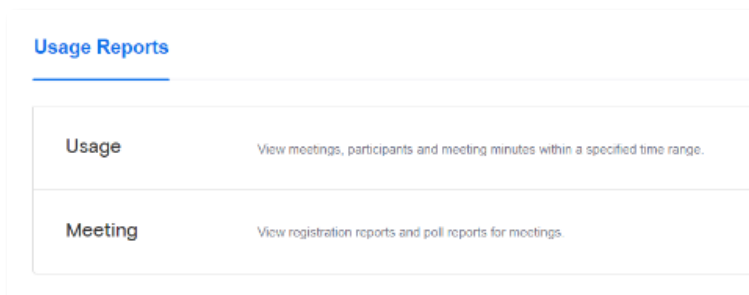 Usage Reports
Usage
View meetings, participants and meeting minutes within a specified time range.
Meeting
View registration reports and poll reports for meetings.